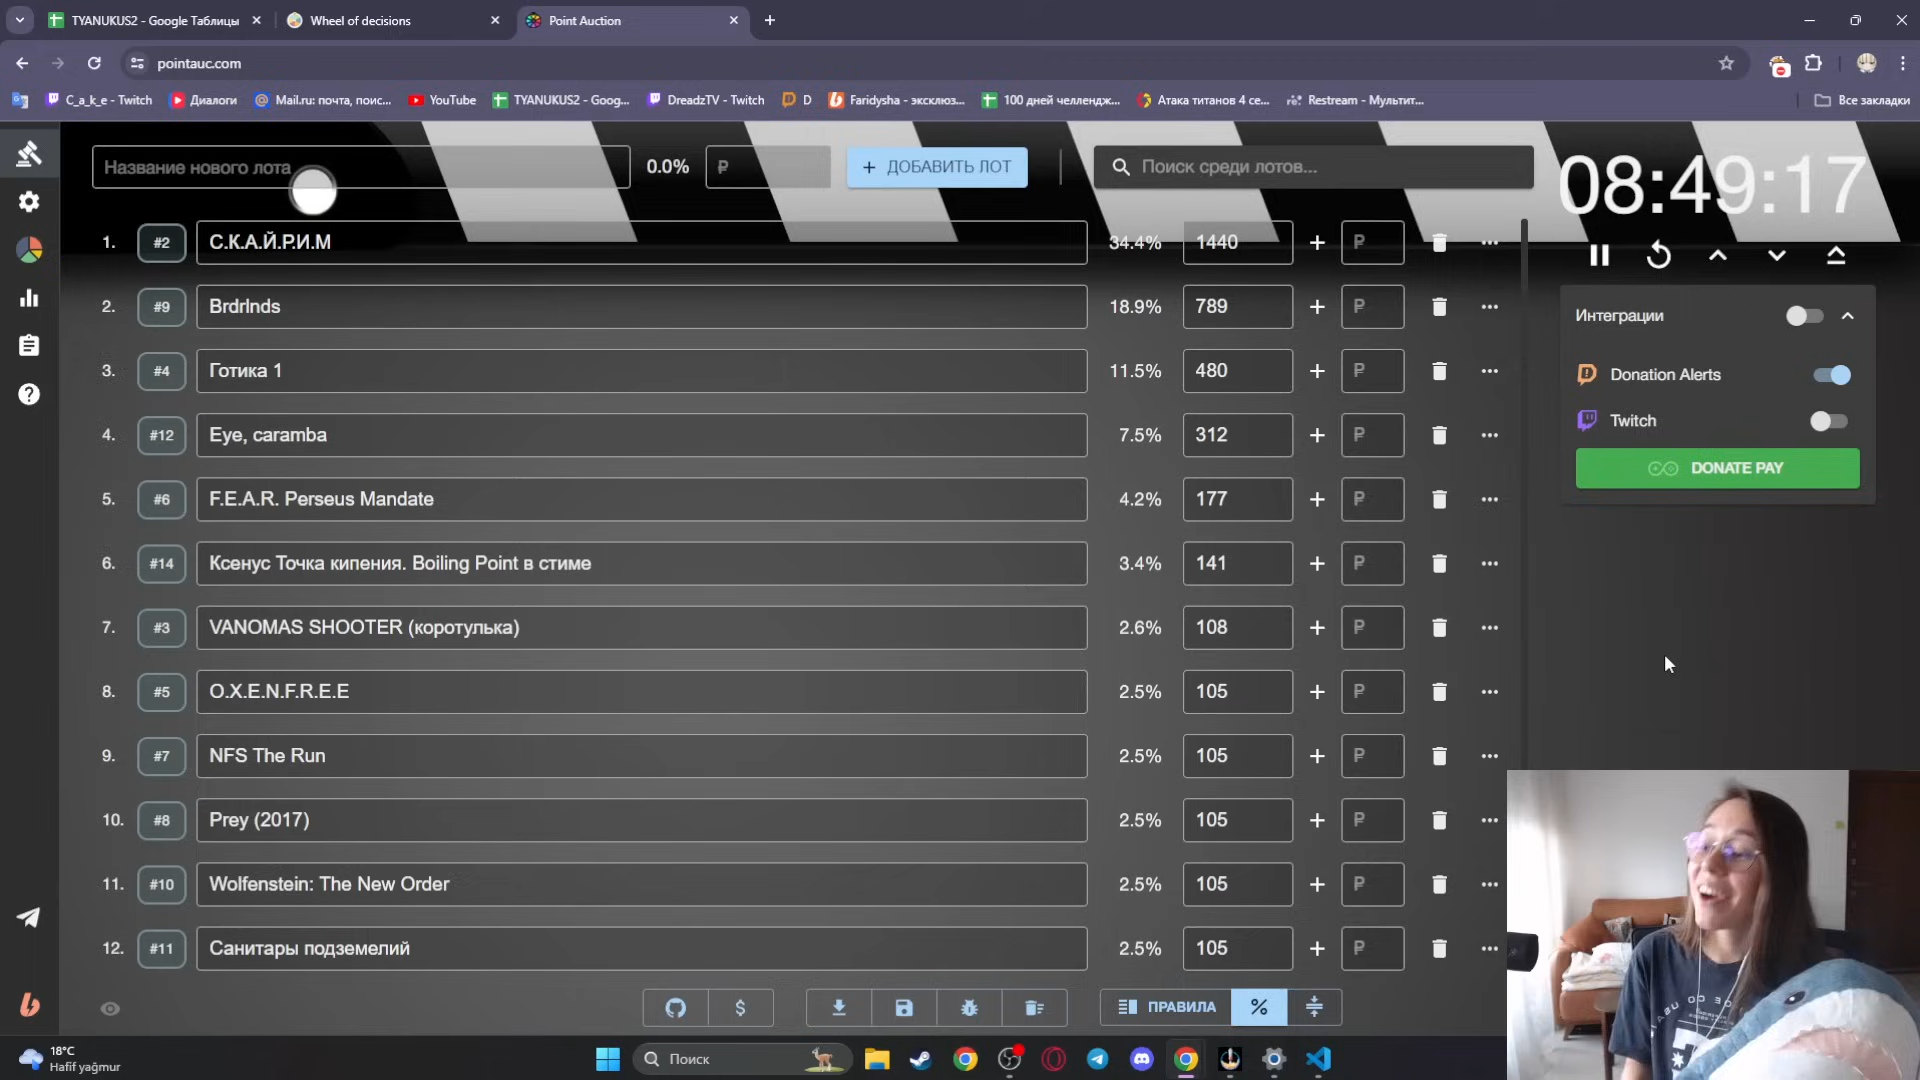 TYANUKUS2 - Google Таблицы
Wheel of decisions
Point Auction
pointauc.com
C_a_k_e - Twitch
Диалоги
Mail.ru: почта, поис...
YouTube
TYANUKUS2 - Goog...
DreadzTV - Twitch
D
Faridysha - эксклюз...
100 дней челлендж...
Атака титанов 4 се...
Restream - Мультит...
Все закладки
Название нового лота
0.0%
₽
+ ДОБАВИТЬ ЛОТ
Поиск среди лотов...
08:49:17
1. #2 С.К.А.Й.Р.И.М 34.4% 1440 + ₽
2. #9 Brdrlnds 18.9% 789 + ₽
3. #4 Готика 1 11.5% 480 + ₽
4. #12 Eye, caramba 7.5% 312 + ₽
5. #6 F.E.A.R. Perseus Mandate 4.2% 177 + ₽
6. #14 Ксенус Точка кипения. Boiling Point в стиме 3.4% 141 + ₽
7. #3 VANOMAS SHOOTER (коротулька) 2.6% 108 + ₽
8. #5 O.X.E.N.F.R.E.E 2.5% 105 + ₽
9. #7 NFS The Run 2.5% 105 + ₽
10. #8 Prey (2017) 2.5% 105 + ₽
11. #10 Wolfenstein: The New Order 2.5% 105 + ₽
12. #11 Санитары подземелий 2.5% 105 + ₽
Интеграции
Donation Alerts
Twitch
DONATE PAY
$
ПРАВИЛА
%
18°C
Hafif yağmur
Поиск